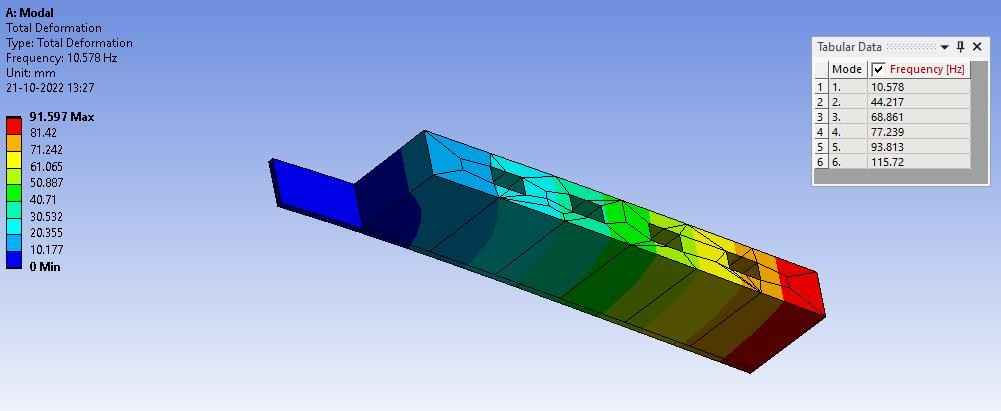 A: Modal
Total Deformation
Type: Total Deformation
Frequency: 10.578 Hz
Unit: mm
21-10-2022 13:27
91.597 Max
81.42
71.242
61.065
50.887
40.71
30.532
20.355
10.177
0 Min
Tabular Data
Mode Frequency [Hz]
1 1. 10.578
2 2. 44.217
3 3. 68.861
4 4. 77.239
5 5. 93.813
6 6. 115.72